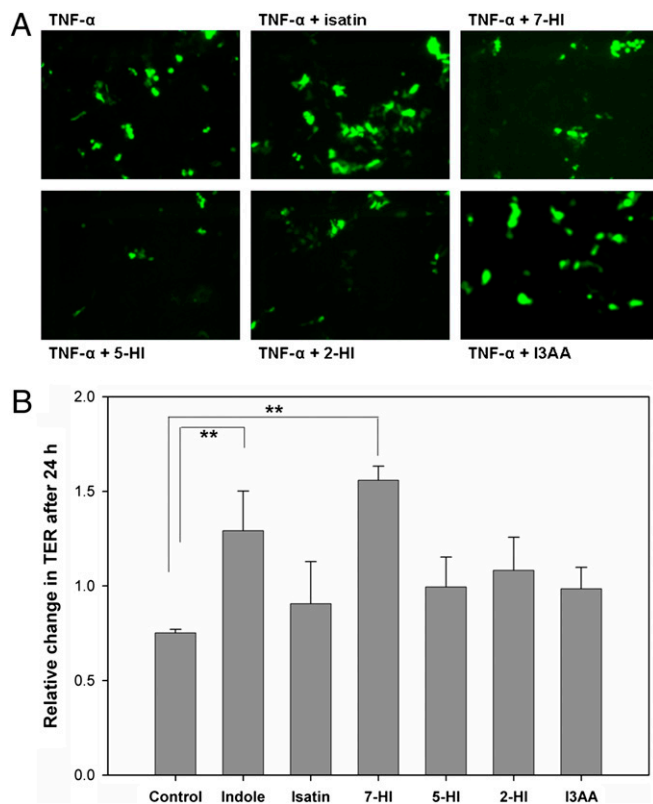 A
TNF-α
TNF-α + isatin
TNF-α + 7-HI
TNF-α + 5-HI
TNF-α + 2-HI
TNF-α + I3AA
B
Relative change in TER after 24 h
2.0
1.5
1.0
0.5
0.0
**
**
Control
Indole
Isatin
7-HI
5-HI
2-HI
I3AA